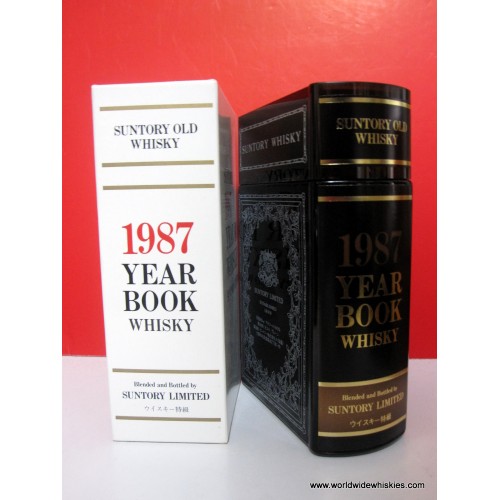 SUNTORY OLD
WHISKY
1987
YEAR
BOOK
WHISKY
Blended and Bottled by
SUNTORY LIMITED
ウイスキー特級
SUNTORY WHISKY
SUNTORY LIMITED
SUNTORY OLD
WHISKY
1987
YEAR
BOOK
WHISKY
Blended and Bottled by
SUNTORY LIMITED
ウイスキー特級
www.worldwidewhiskies.com